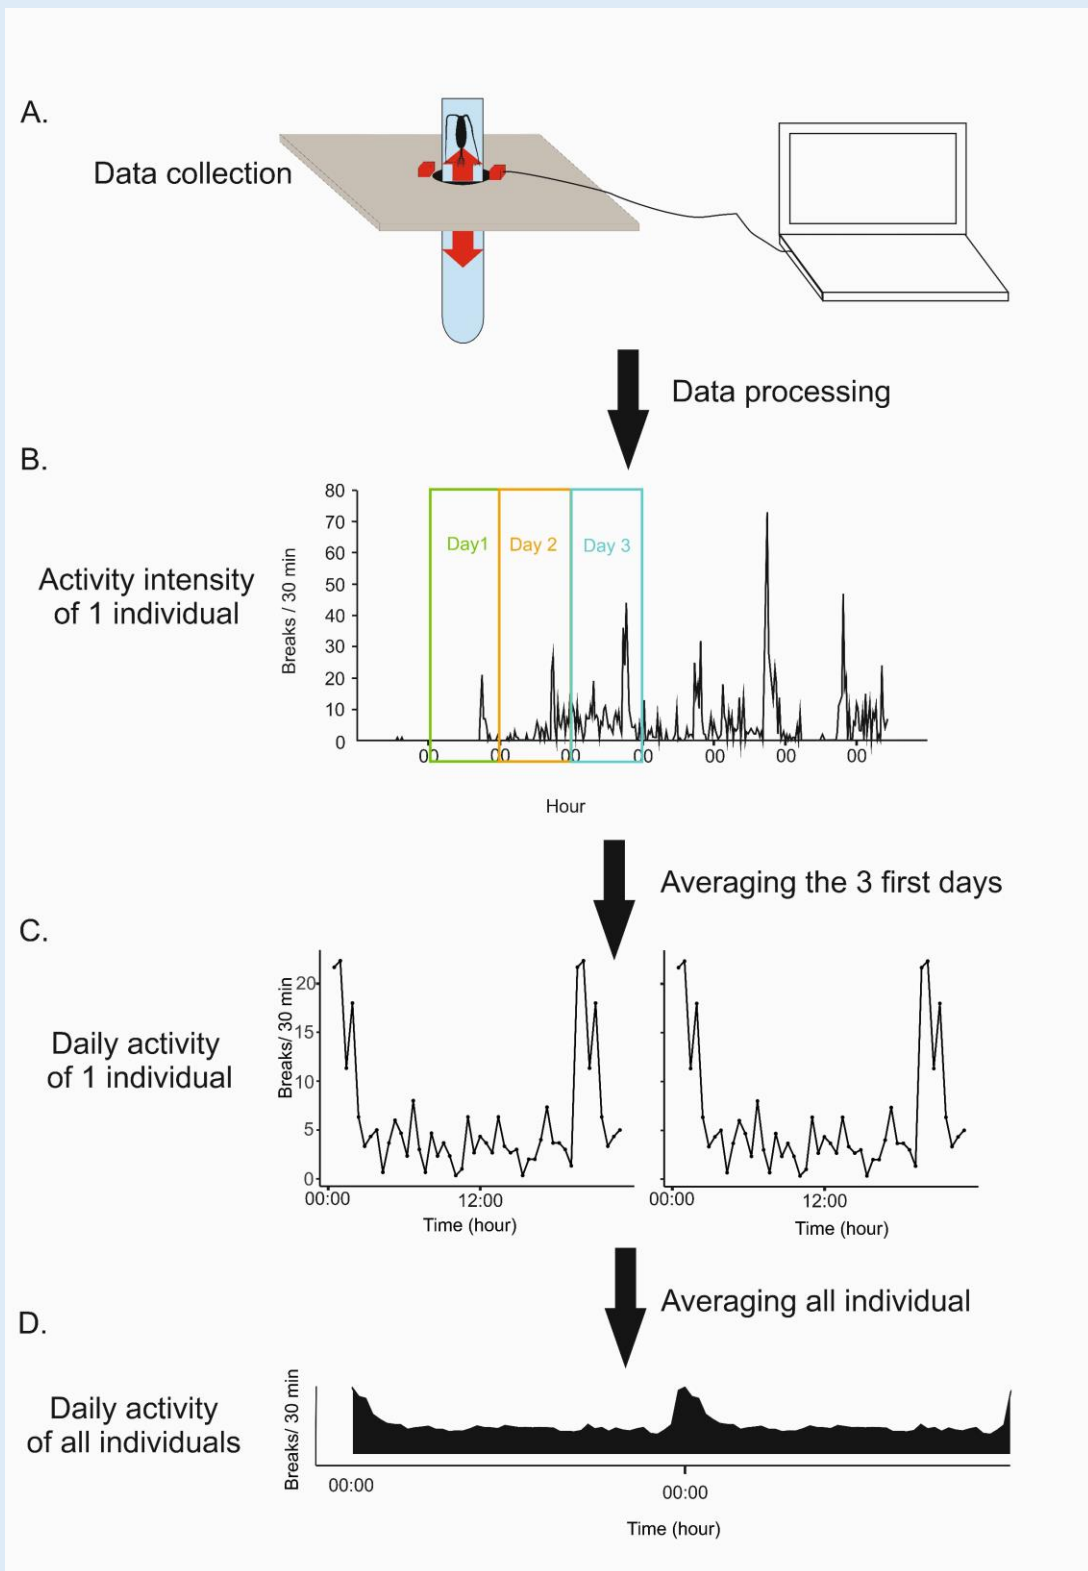 A.
Data collection
Data processing
B.
Activity intensity
of 1 individual
Breaks / 30 min
80
70
60
50
40
30
20
10
0
Day1
Day 2
Day 3
00
00
00
00
00
00
00
Hour
Averaging the 3 first days
C.
Daily activity
of 1 individual
Breaks/ 30 min
20
15
10
5
0
00:00
12:00
Time (hour)
00:00
12:00
Time (hour)
Averaging all individual
D.
Daily activity
of all individuals
Breaks/ 30 min
00:00
00:00
Time (hour)